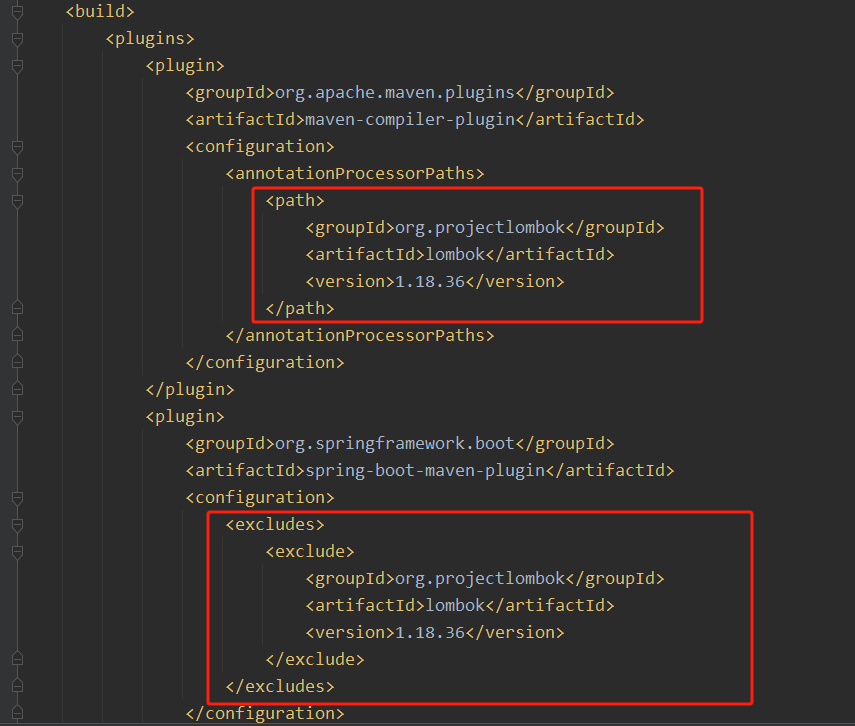 <build>
<plugins>
<plugin>
<groupId>org.apache.maven.plugins</groupId>
<artifactId>maven-compiler-plugin</artifactId>
<configuration>
<annotationProcessorPaths>
<path>
<groupId>org.projectlombok</groupId>
<artifactId>lombok</artifactId>
<version>1.18.36</version>
</path>
</annotationProcessorPaths>
</configuration>
</plugin>
<plugin>
<groupId>org.springframework.boot</groupId>
<artifactId>spring-boot-maven-plugin</artifactId>
<configuration>
<excludes>
<exclude>
<groupId>org.projectlombok</groupId>
<artifactId>lombok</artifactId>
<version>1.18.36</version>
</exclude>
</excludes>
</configuration>